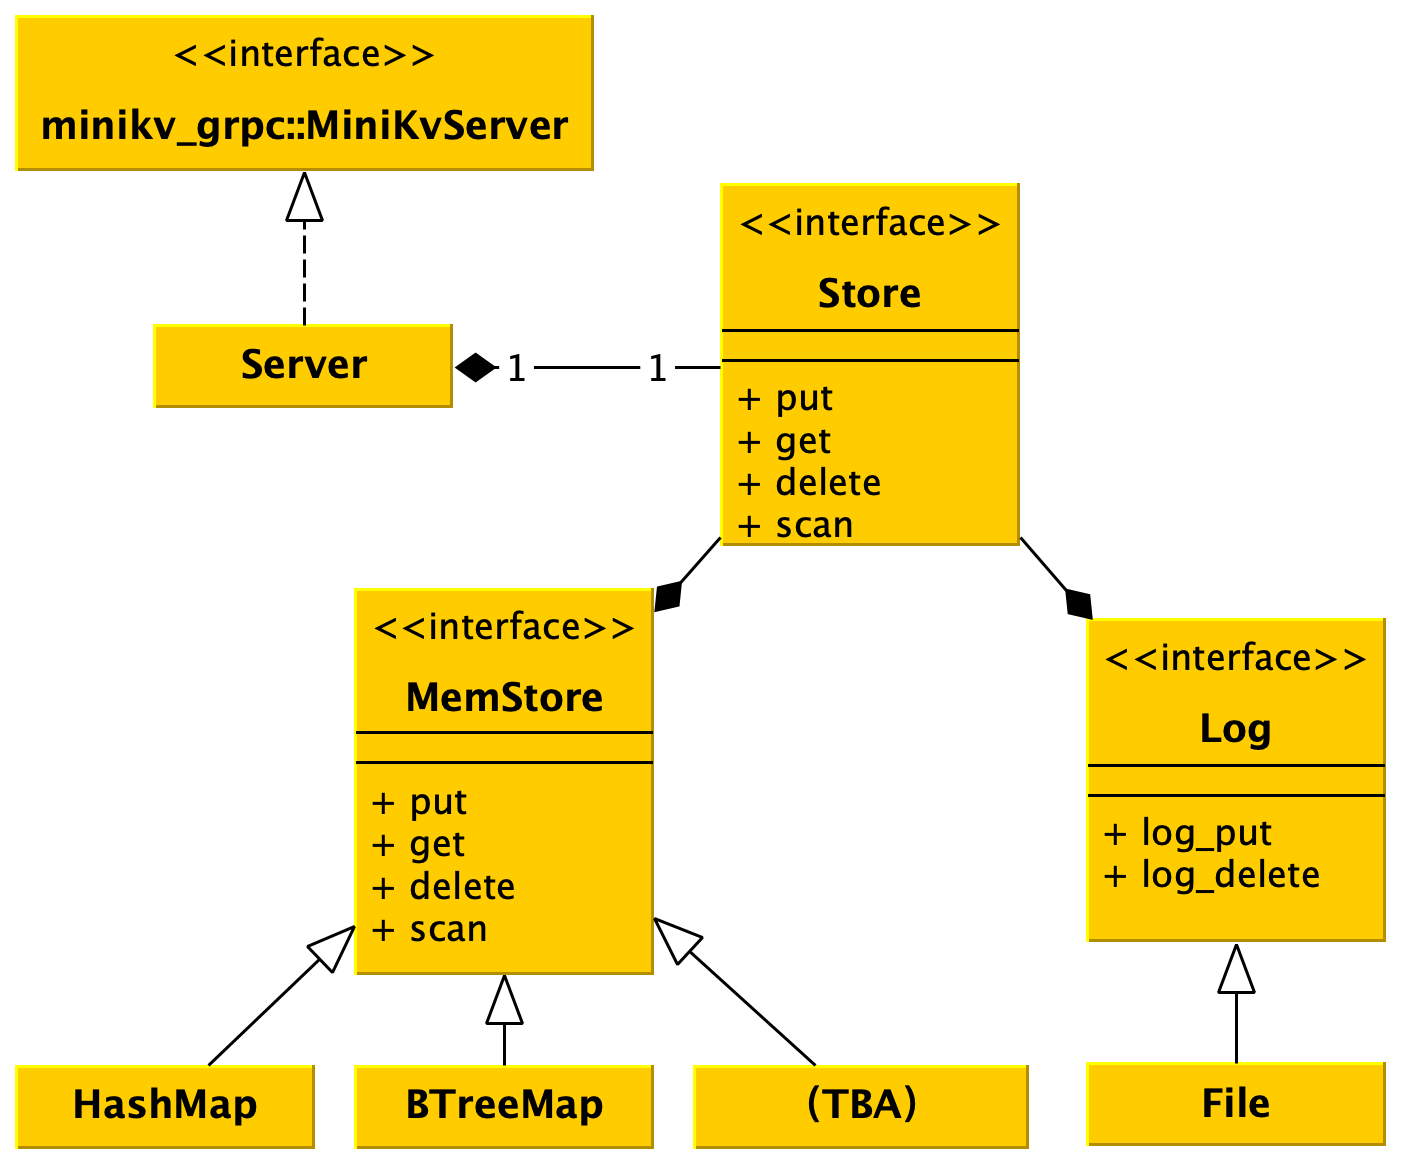 <<interface>>
minikv_grpc::MiniKvServer
<<interface>>
Store
Server
1
1
+ put
+ get
+ delete
+ scan
<<interface>>
MemStore
+ put
+ get
+ delete
+ scan
<<interface>>
Log
+ log_put
+ log_delete
HashMap
BTreeMap
(TBA)
File